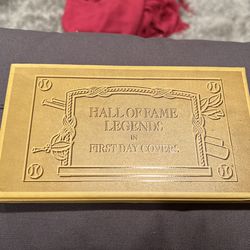 HALL OF FAME
LEGENDS
IN
FIRST DAY COVERS